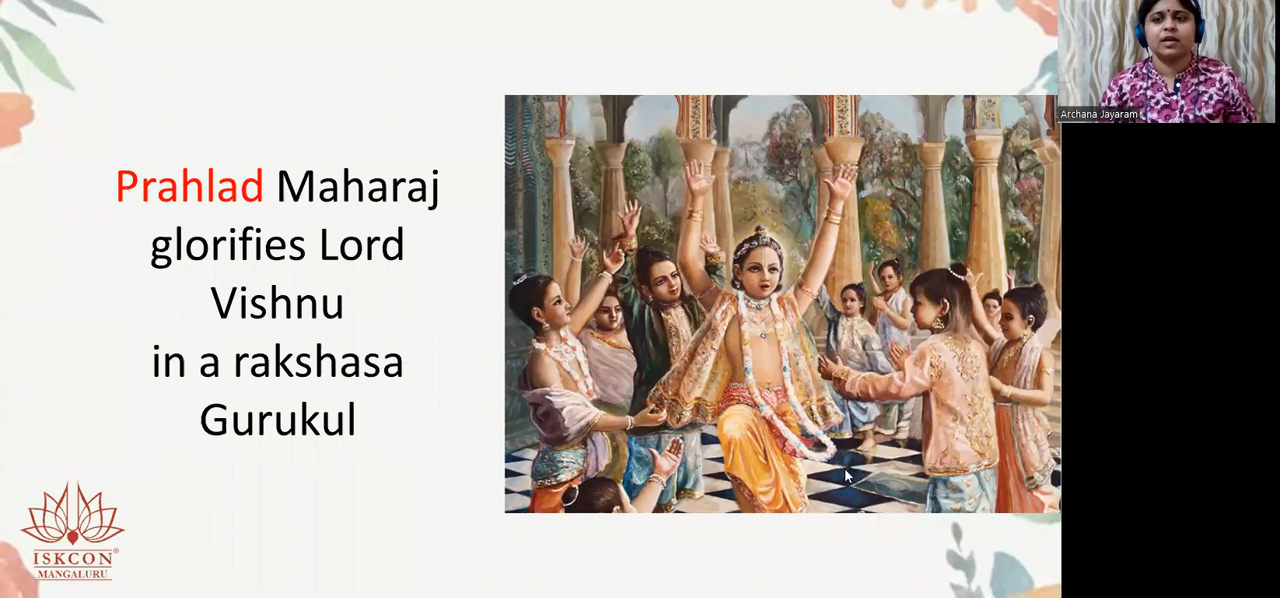 Prahlad Maharaj
glorifies Lord
Vishnu
in a rakshasa
Gurukul
ISKCON®
MANGALURU
Archana Jayaram